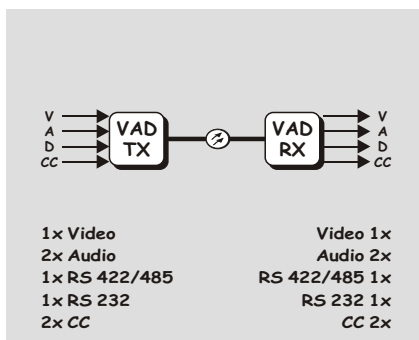 V V
A VAD VAD A
D TX RX D
CC CC
1x Video Video 1x
2x Audio Audio 2x
1x RS 422/485 RS 422/485 1x
1x RS 232 RS 232 1x
2x CC CC 2x